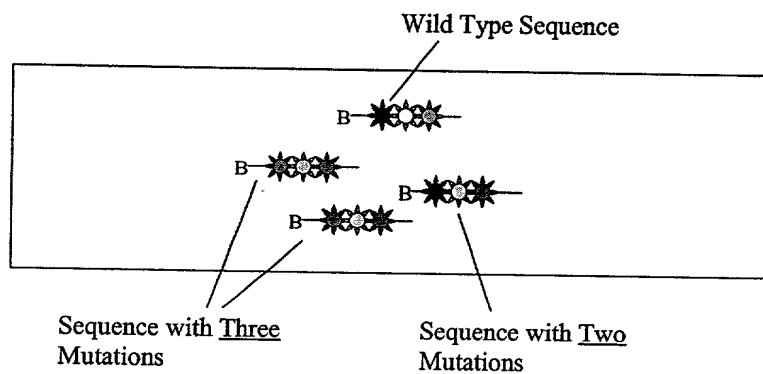 Wild Type Sequence
B
B
B
B
Sequence with Three
Mutations
Sequence with Two
Mutations